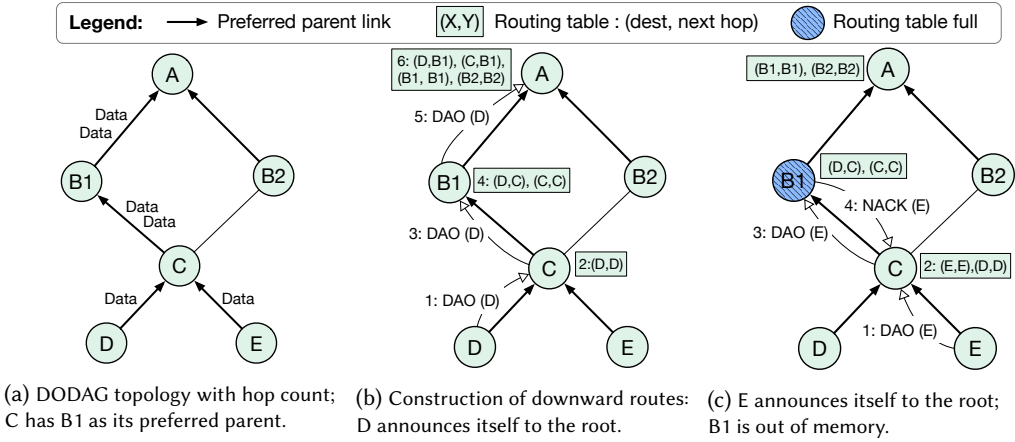 Legend: Preferred parent link (X,Y) Routing table : (dest, next hop) Routing table full
A
Data
Data
B1
B2
Data
Data
C
Data
Data
D
E
(a) DODAG topology with hop count;
C has B1 as its preferred parent.
6: (D,B1), (C,B1),
(B1, B1), (B2,B2)
A
5: DAO (D)
B1
4: (D,C), (C,C)
B2
3: DAO (D)
C
2:(D,D)
1: DAO (D)
D
E
(b) Construction of downward routes:
D announces itself to the root.
(B1,B1), (B2,B2)
A
B1
(D,C), (C,C)
B2
4: NACK (E)
3: DAO (E)
C
2: (E,E),(D,D)
1: DAO (E)
D
E
(c) E announces itself to the root;
B1 is out of memory.